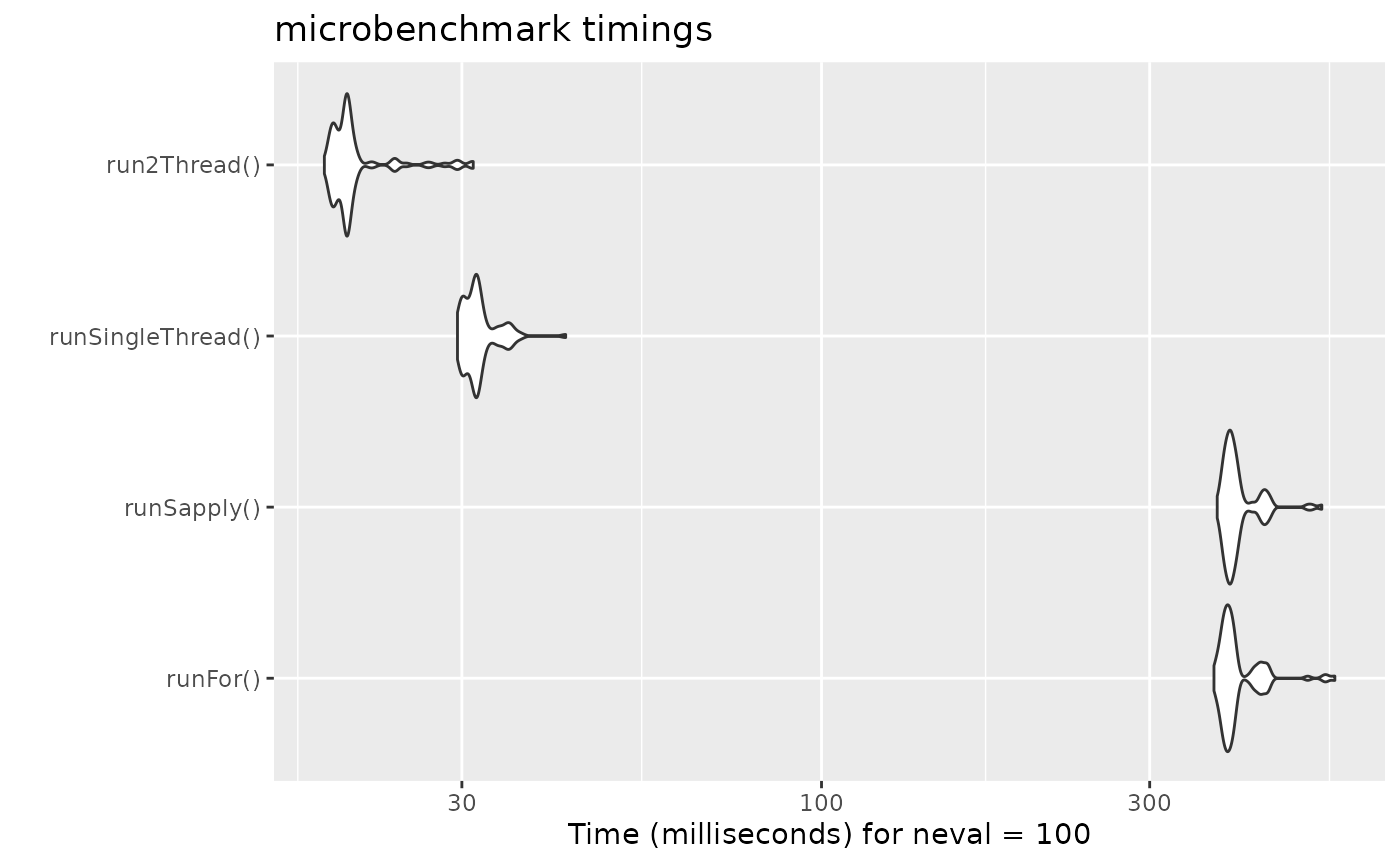 microbenchmark timings
run2Thread()
runSingleThread()
runSapply()
runFor()
30 100 300
Time (milliseconds) for neval = 100